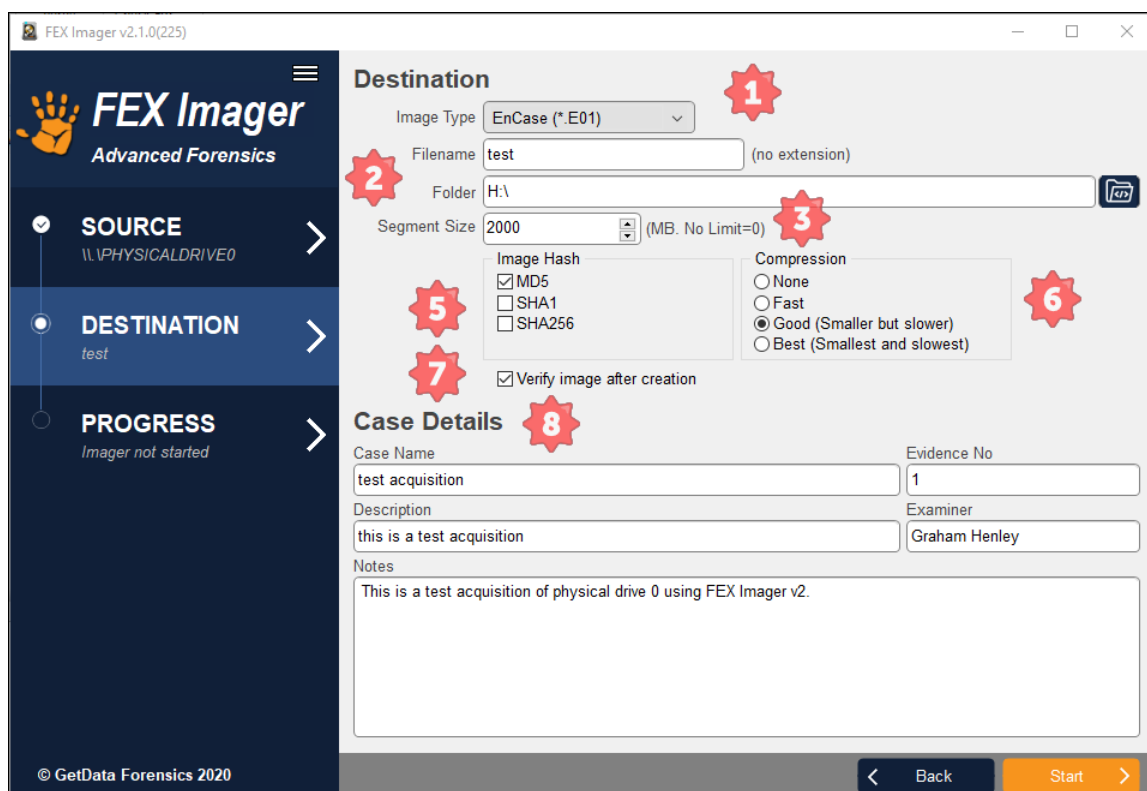 FEX Imager v2.1.0(225)
FEX Imager
Advanced Forensics
SOURCE
\\.\PHYSICALDRIVE0
DESTINATION
test
PROGRESS
Imager not started
© GetData Forensics 2020
Destination
1
Image Type EnCase (*.E01)
Filename test (no extension)
2
Folder H:\
Segment Size 2000 (MB. No Limit=0)
3
Image Hash
MD5
SHA1
SHA256
5
Compression
None
Fast
Good (Smaller but slower)
Best (Smallest and slowest)
6
7
Verify image after creation
Case Details
8
Case Name
test acquisition
Evidence No
1
Description
this is a test acquisition
Examiner
Graham Henley
Notes
This is a test acquisition of physical drive 0 using FEX Imager v2.
Back
Start